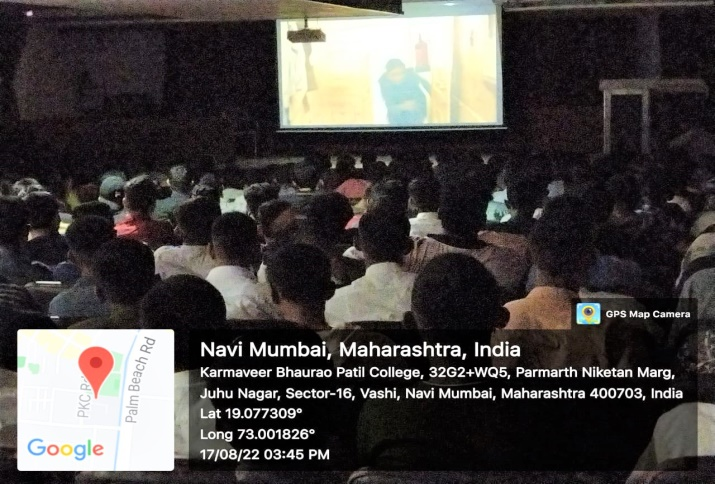 GPS Map Camera
Navi Mumbai, Maharashtra, India
Karmaveer Bhaurao Patil College, 32G2+WQ5, Parmarth Niketan Marg,
Juhu Nagar, Sector-16, Vashi, Navi Mumbai, Maharashtra 400703, India
Lat 19.077309°
Long 73.001826°
17/08/22 03:45 PM
PKC R
Palm Beach Rd
Google